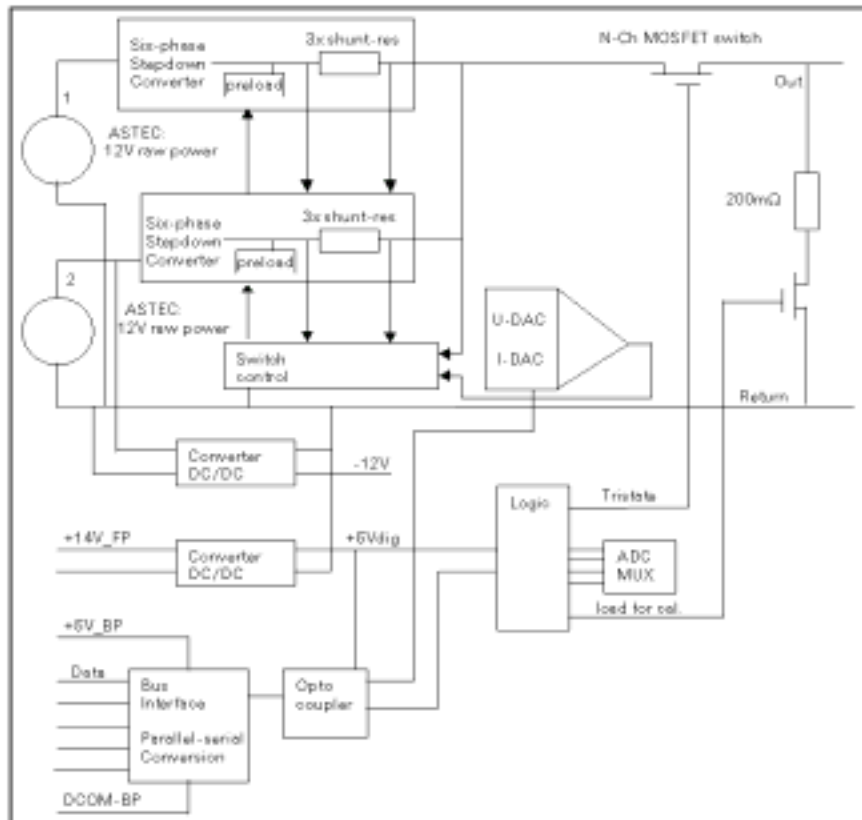 Six-phase
Stepdown
Converter
3x shunt-res
preload
N-Ch MOSFET switch
Out
1
ASTEC:
12V raw power
200mΩ
Six-phase
Stepdown
Converter
3x shunt-res
preload
2
ASTEC:
12V raw power
U-DAC
I-DAC
Switch
control
Return
Converter
DC/DC
-12V
Logic
Tristate
+14V_FP
Converter
DC/DC
+5Vdig
ADC
MUX
load for cal.
+5V_BP
Data
Bus
Interface
Parallel-serial
Conversion
Opto
coupler
DCOM-BP